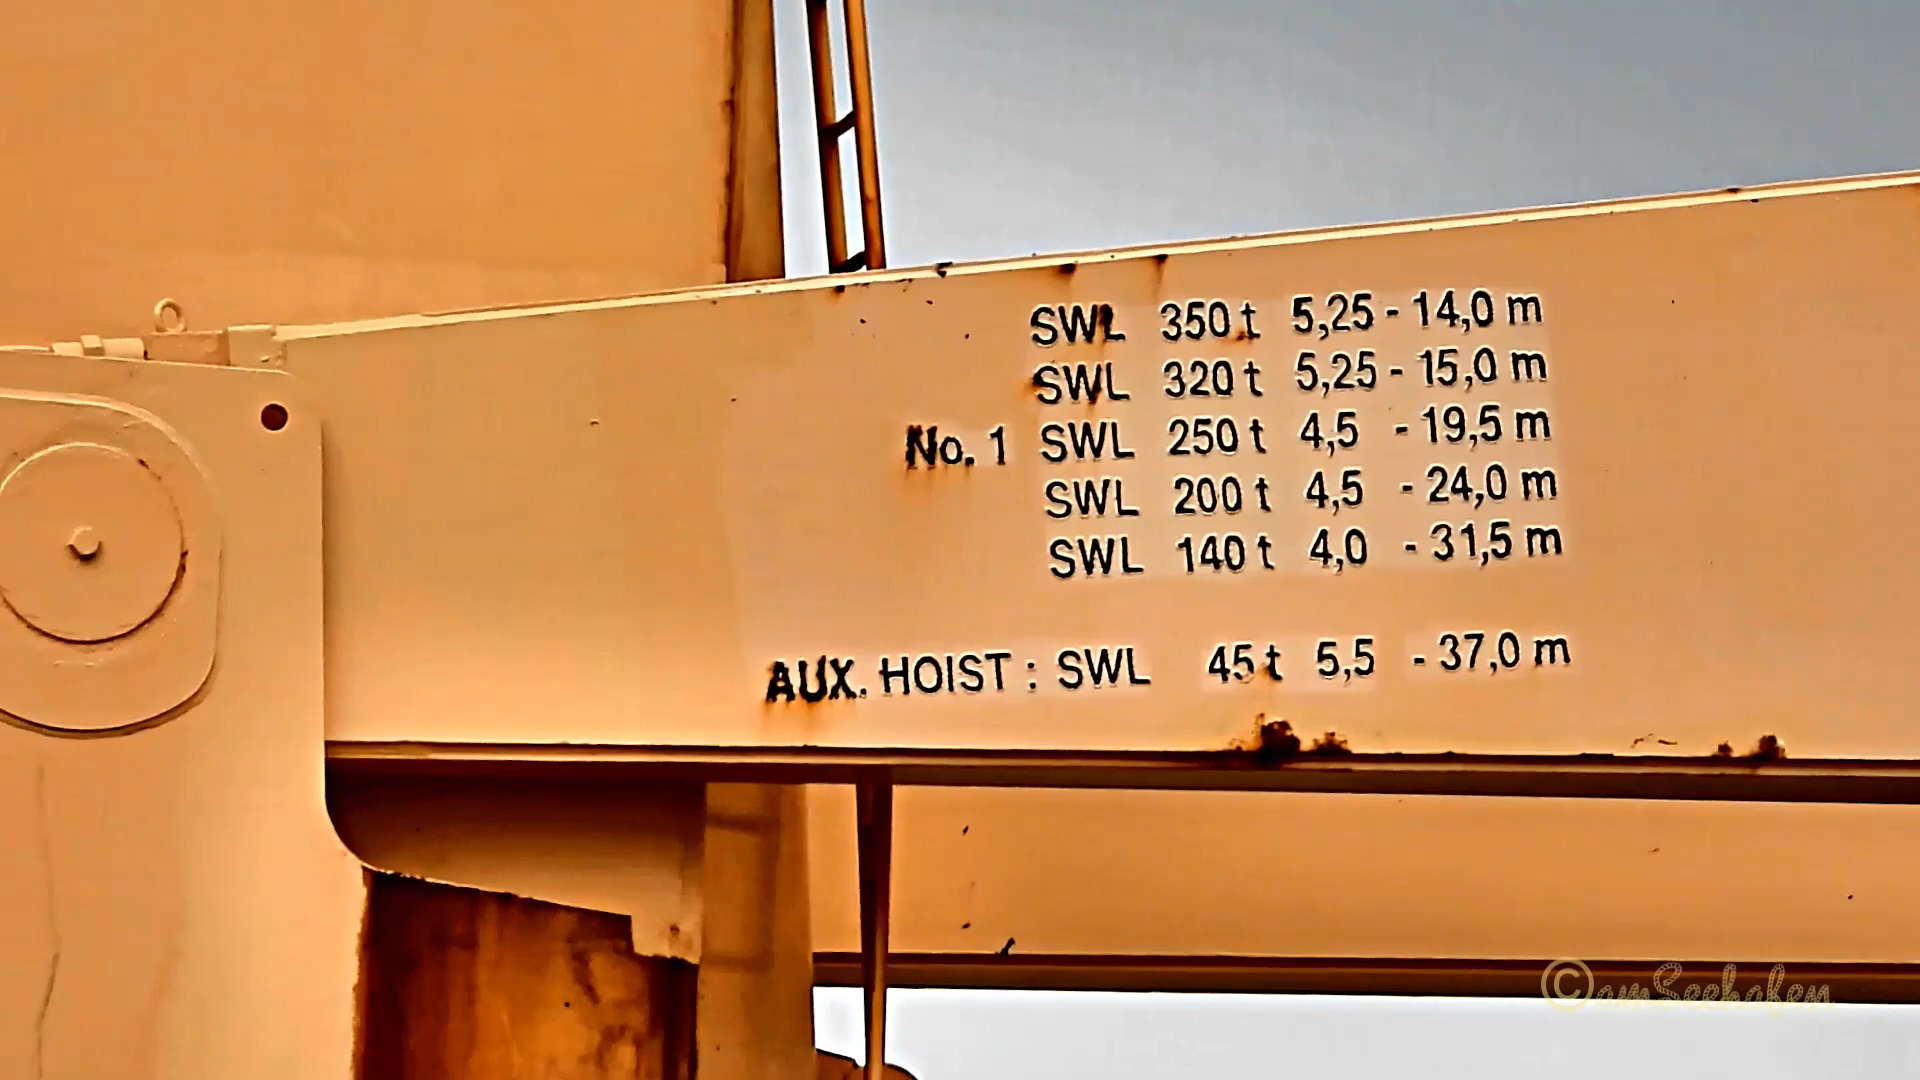 SWL 350 t 5,25 - 14,0 m
SWL 320 t 5,25 - 15,0 m
No. 1 SWL 250 t 4,5 - 19,5 m
SWL 200 t 4,5 - 24,0 m
SWL 140 t 4,0 - 31,5 m
AUX. HOIST : SWL 45 t 5,5 - 37,0 m
© amSeehafen